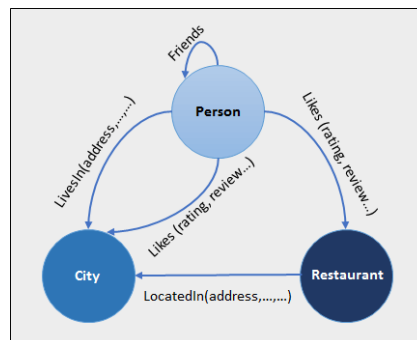 Friends
Person
LivesIn(address,...,...)
Likes (rating, review...)
Likes (rating, review...)
City
Restaurant
LocatedIn(address,...,...)